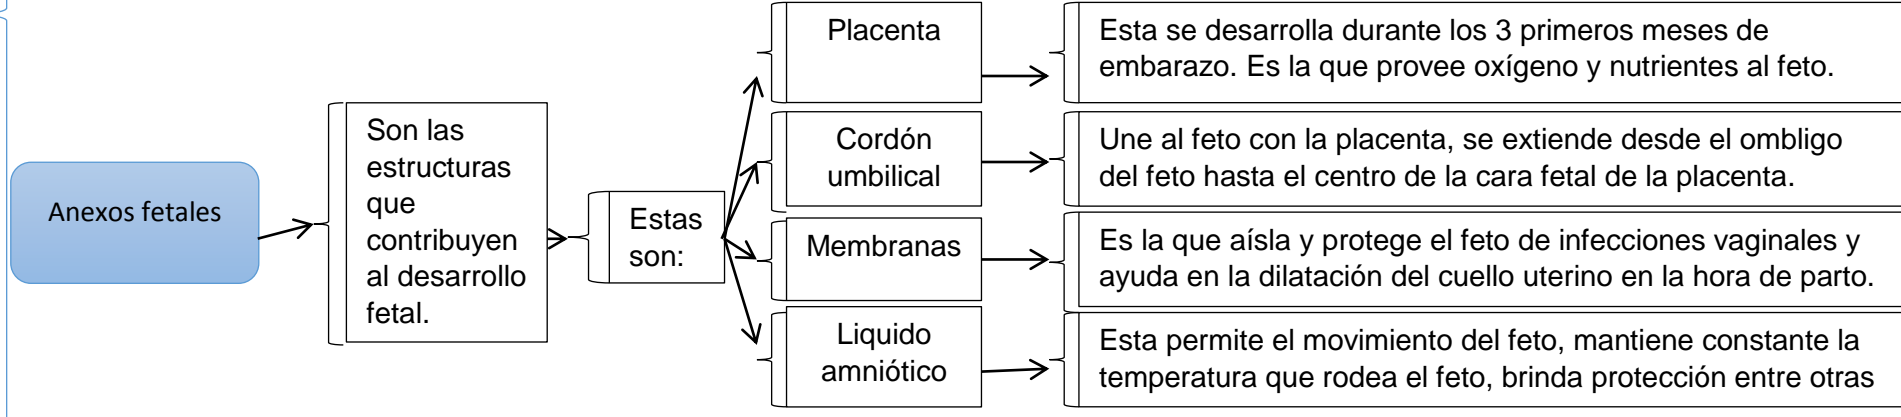 Anexos fetales
Son las
estructuras
que
contribuyen
al desarrollo
fetal.
Estas
son:
Placenta
Esta se desarrolla durante los 3 primeros meses de
embarazo. Es la que provee oxígeno y nutrientes al feto.
Cordón
umbilical
Une al feto con la placenta, se extiende desde el ombligo
del feto hasta el centro de la cara fetal de la placenta.
Membranas
Es la que aísla y protege el feto de infecciones vaginales y
ayuda en la dilatación del cuello uterino en la hora de parto.
Liquido
amniótico
Esta permite el movimiento del feto, mantiene constante la
temperatura que rodea el feto, brinda protección entre otras